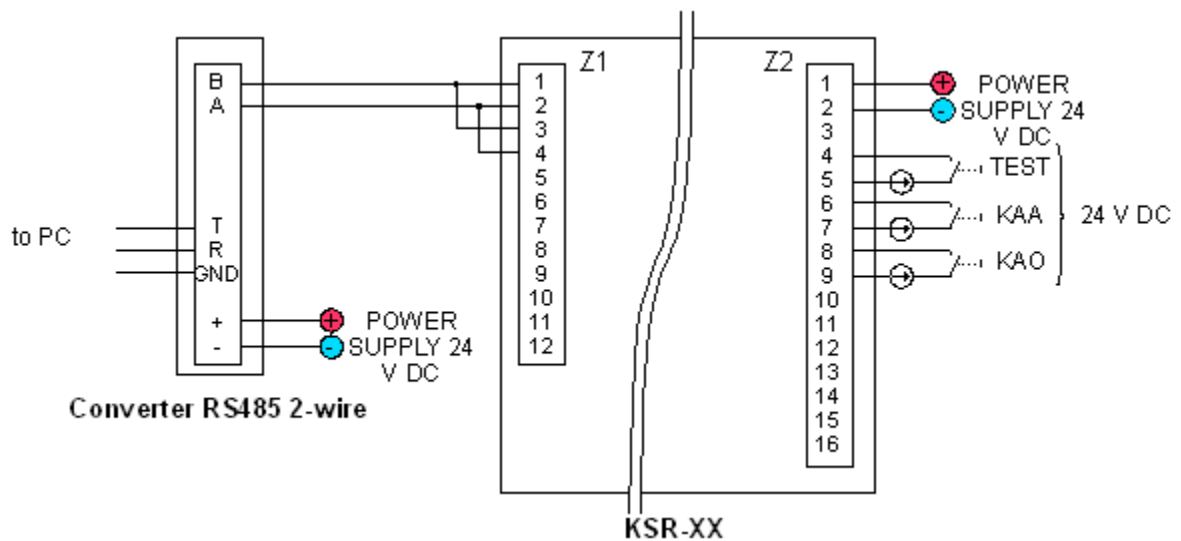 B
A
T
R
GND
+
-
to PC
+ POWER
- SUPPLY 24
V DC
Converter RS485 2-wire
Z1
1
2
3
4
5
6
7
8
9
10
11
12
Z2
1
2
3
4
5
6
7
8
9
10
11
12
13
14
15
16
+ POWER
- SUPPLY 24
V DC
TEST
KAA
KAO
24 V DC
KSR-XX